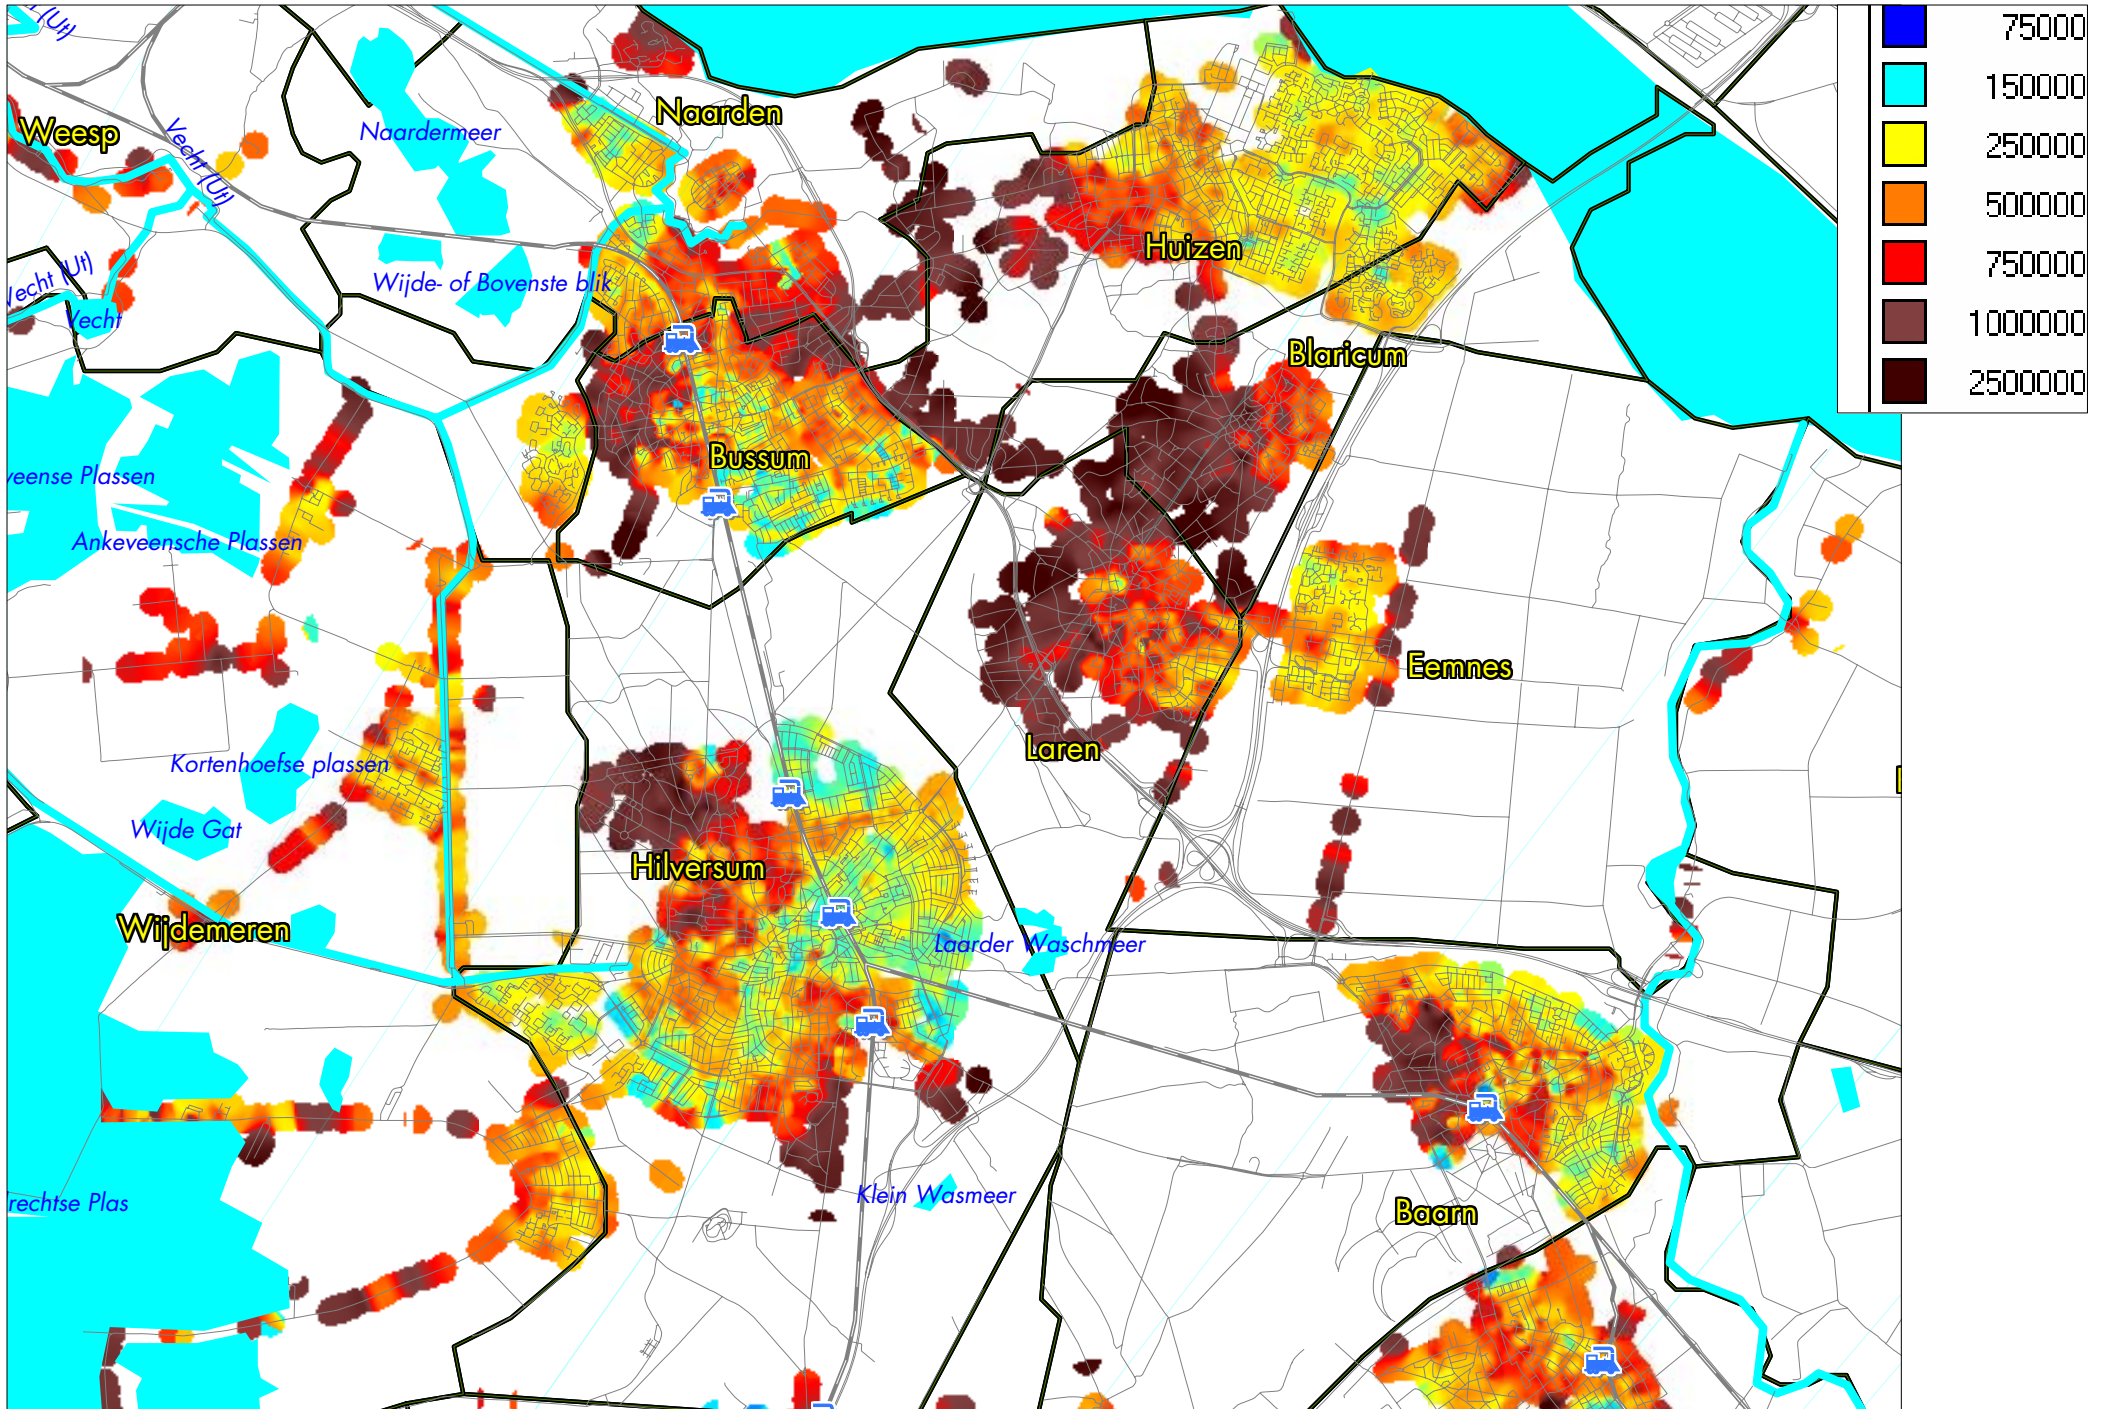 (Ut)
75000
150000
250000
500000
750000
1000000
2500000
Naarden
Weesp
Naardermeer
Vecht (Ut)
Huizen
Vecht (Ut)
Wijde- of Bovenste blik
Vecht
Blaricum
Bussum
veense Plassen
Ankeveensche Plassen
Eemnes
Laren
Kortenhoefse plassen
Wijde Gat
Hilversum
Wijdemeren
Laarder Waschmeer
Klein Wasmeer
rechtse Plas
Baarn